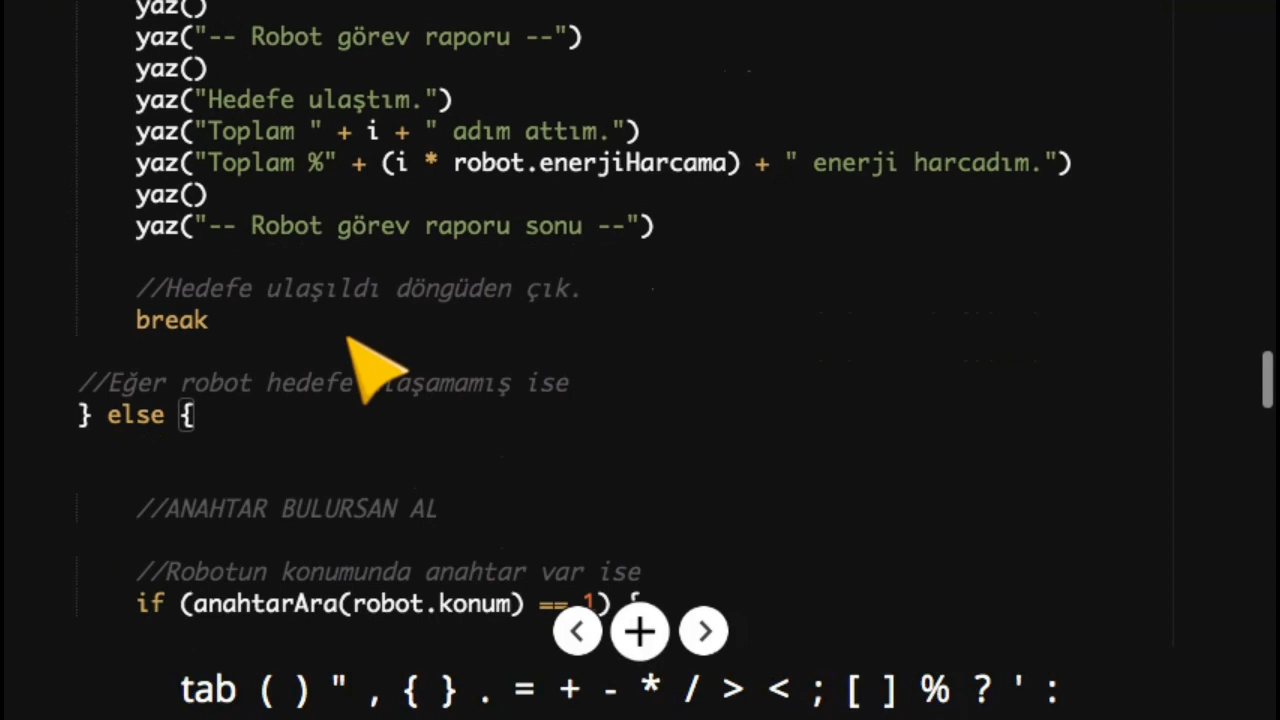 yaz()
yaz("-- Robot görev raporu --")
yaz()
yaz("Hedefe ulaştım.")
yaz("Toplam " + i + " adım attım.")
yaz("Toplam %" + (i * robot.enerjiHarcama) + " enerji harcadım.")
yaz()
yaz("-- Robot görev raporu sonu --")
//Hedefe ulaşıldı döngüden çık.
break
//Eğer robot hedefe ise
} else {
//ANAHTAR BULURSAN AL
//Robotun konumunda anahtar var ise
if (anahtarAra(robot.konum) == 1) {
tab ( ) " , { } . = + - * / > < ; [ ] % ? ' :